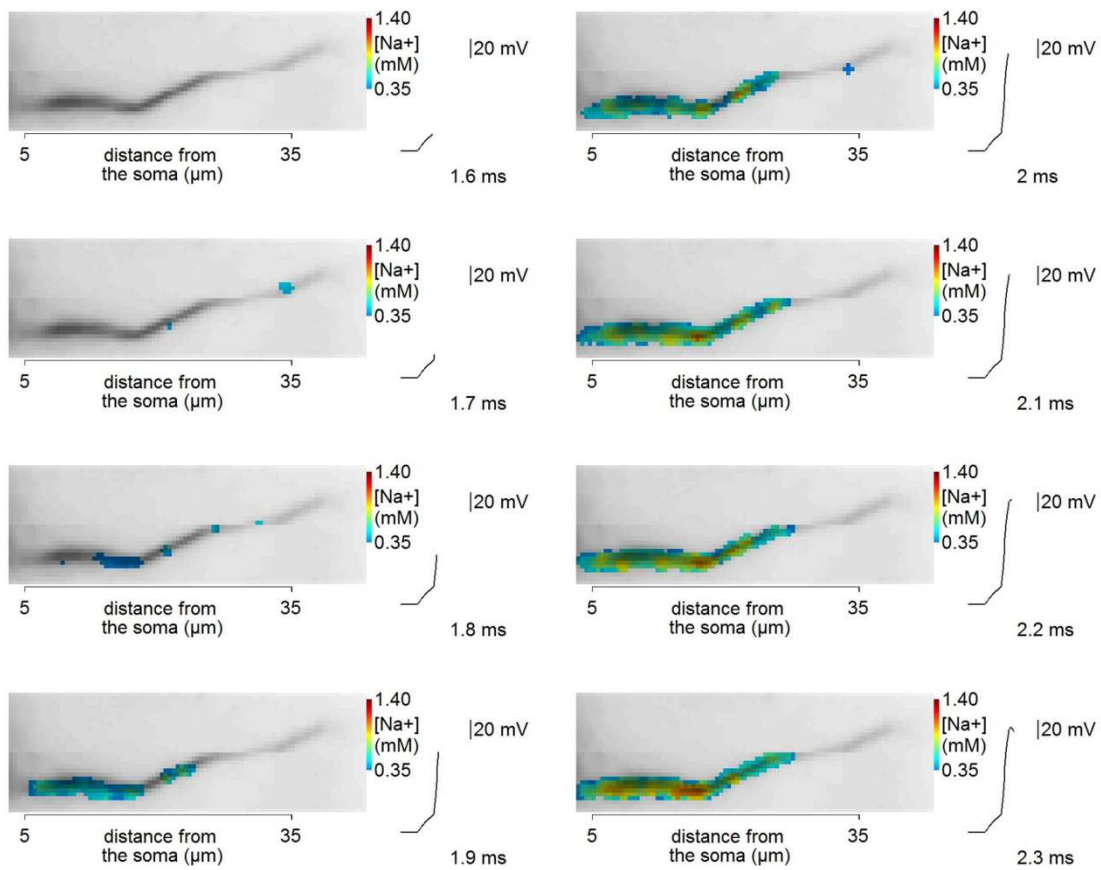 1.40
[Na+]
(mM)
0.35
20 mV
5
35
distance from
the soma (µm)
1.6 ms
1.40
[Na+]
(mM)
0.35
20 mV
5
35
distance from
the soma (µm)
2 ms
1.40
[Na+]
(mM)
0.35
20 mV
5
35
distance from
the soma (µm)
1.7 ms
1.40
[Na+]
(mM)
0.35
20 mV
5
35
distance from
the soma (µm)
2.1 ms
1.40
[Na+]
(mM)
0.35
20 mV
5
35
distance from
the soma (µm)
1.8 ms
1.40
[Na+]
(mM)
0.35
20 mV
5
35
distance from
the soma (µm)
2.2 ms
1.40
[Na+]
(mM)
0.35
20 mV
5
35
distance from
the soma (µm)
1.9 ms
1.40
[Na+]
(mM)
0.35
20 mV
5
35
distance from
the soma (µm)
2.3 ms